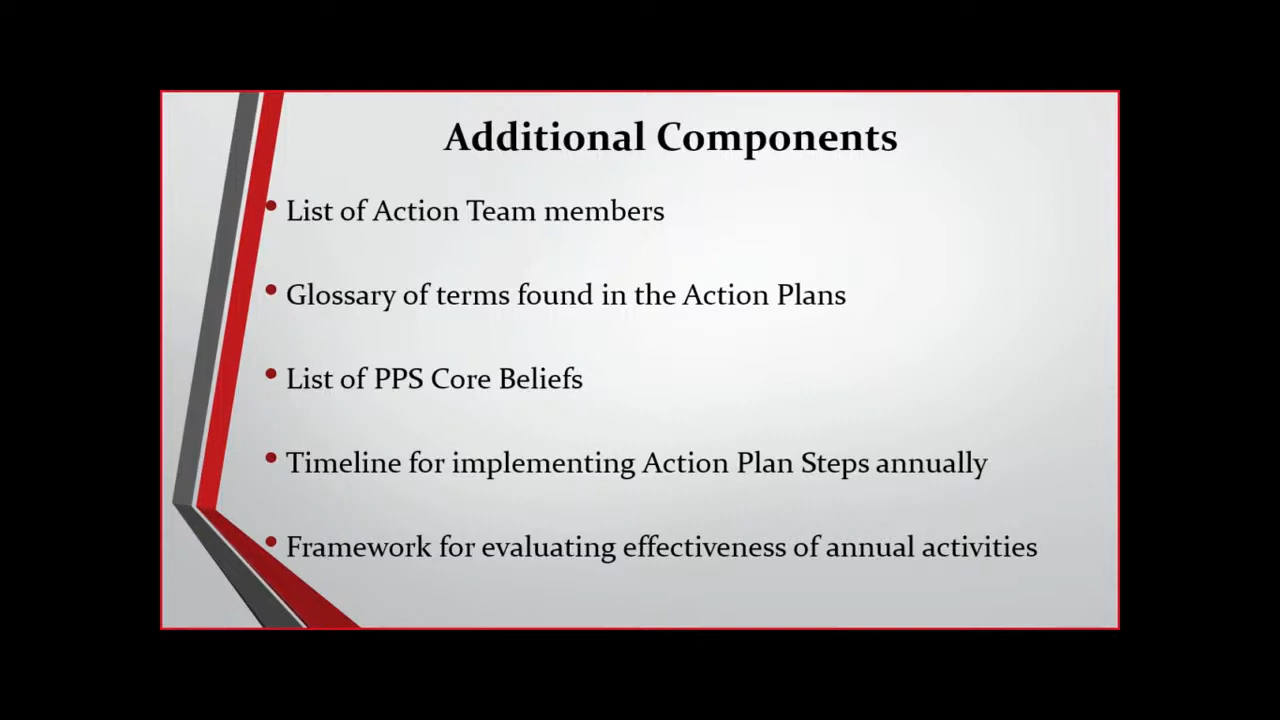 Additional Components
• List of Action Team members
• Glossary of terms found in the Action Plans
• List of PPS Core Beliefs
• Timeline for implementing Action Plan Steps annually
• Framework for evaluating effectiveness of annual activities